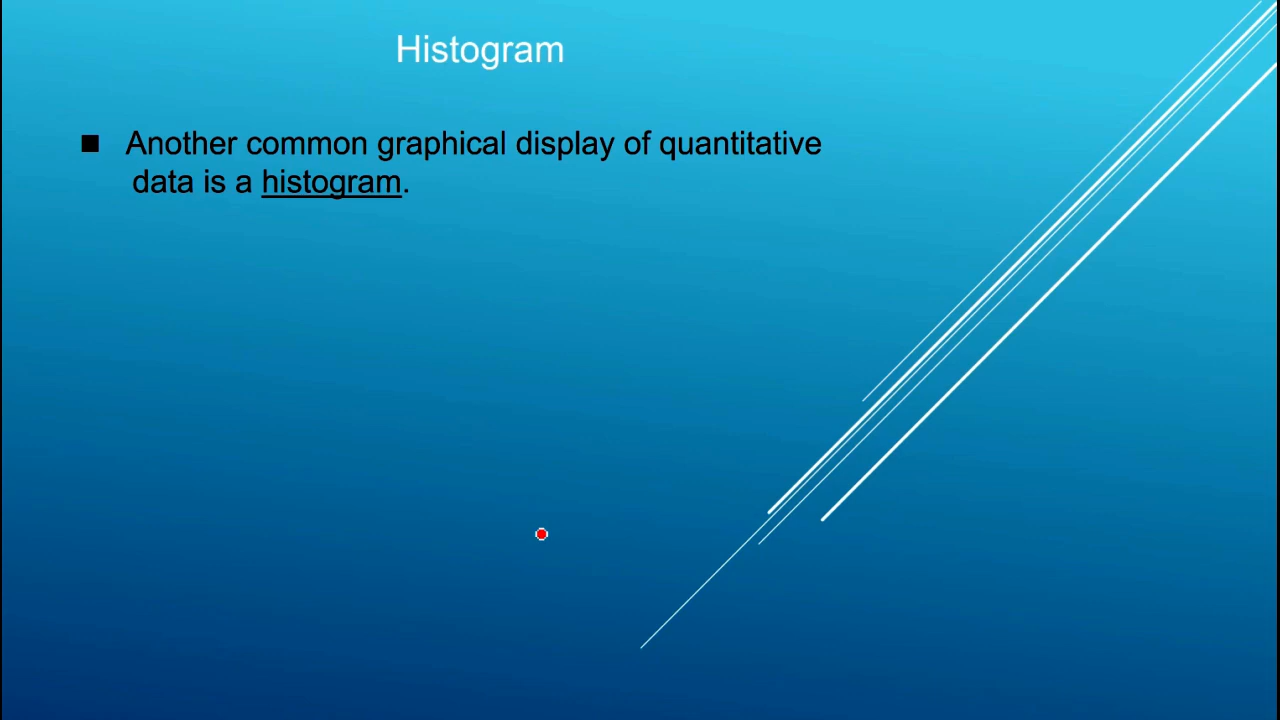 Histogram
Another common graphical display of quantitative
data is a histogram.